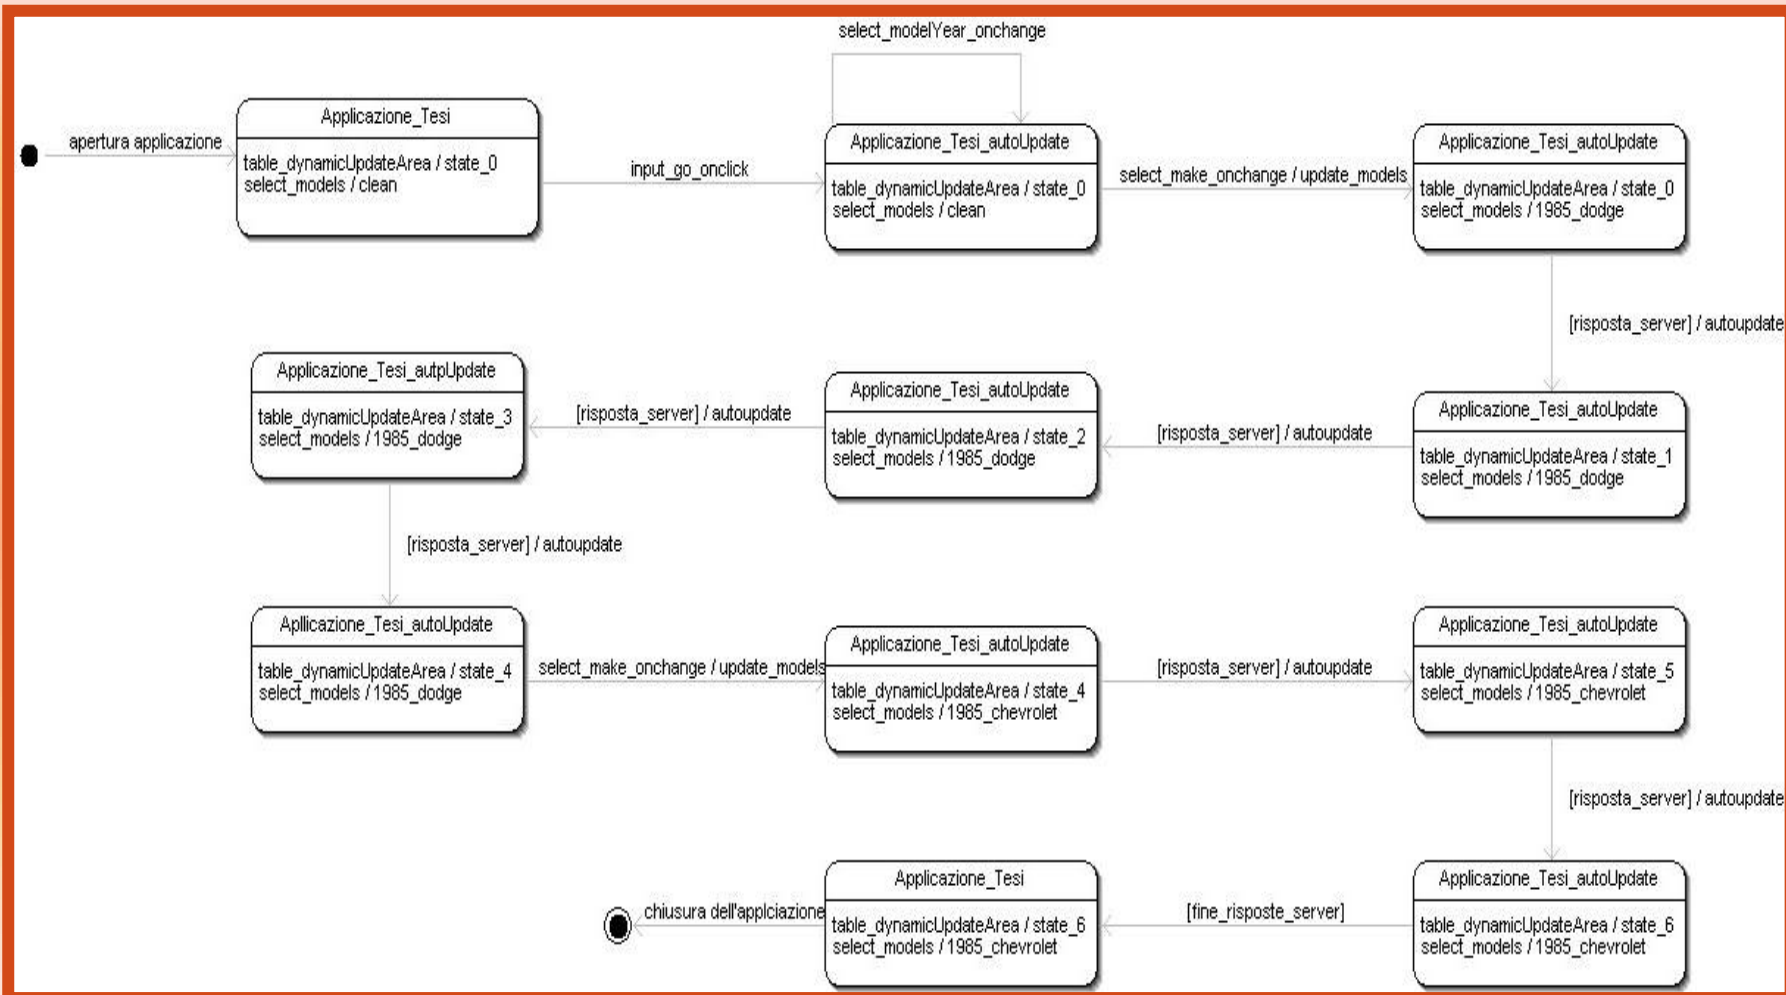 select_modelYear_onchange
apertura applicazione
Applicazione_Tesi
table_dynamicUpdateArea / state_0
select_models / clean
input_go_onclick
Applicazione_Tesi_autoUpdate
table_dynamicUpdateArea / state_0
select_models / clean
select_make_onchange / update_models
Applicazione_Tesi_autoUpdate
table_dynamicUpdateArea / state_0
select_models / 1985_dodge
[risposta_server] / autoupdate
Applicazione_Tesi_autoUpdate
table_dynamicUpdateArea / state_1
select_models / 1985_dodge
[risposta_server] / autoupdate
Applicazione_Tesi_autoUpdate
table_dynamicUpdateArea / state_2
select_models / 1985_dodge
[risposta_server] / autoupdate
Applicazione_Tesi_autpUpdate
table_dynamicUpdateArea / state_3
select_models / 1985_dodge
[risposta_server] / autoupdate
Apllicazione_Tesi_autoUpdate
table_dynamicUpdateArea / state_4
select_models / 1985_dodge
select_make_onchange / update_models
Applicazione_Tesi_autoUpdate
table_dynamicUpdateArea / state_4
select_models / 1985_chevrolet
[risposta_server] / autoupdate
Applicazione_Tesi_autoUpdate
table_dynamicUpdateArea / state_5
select_models / 1985_chevrolet
[risposta_server] / autoupdate
Applicazione_Tesi_autoUpdate
table_dynamicUpdateArea / state_6
select_models / 1985_chevrolet
[fine_risposte_server]
Applicazione_Tesi
table_dynamicUpdateArea / state_6
select_models / 1985_chevrolet
chiusura dell'applciazione